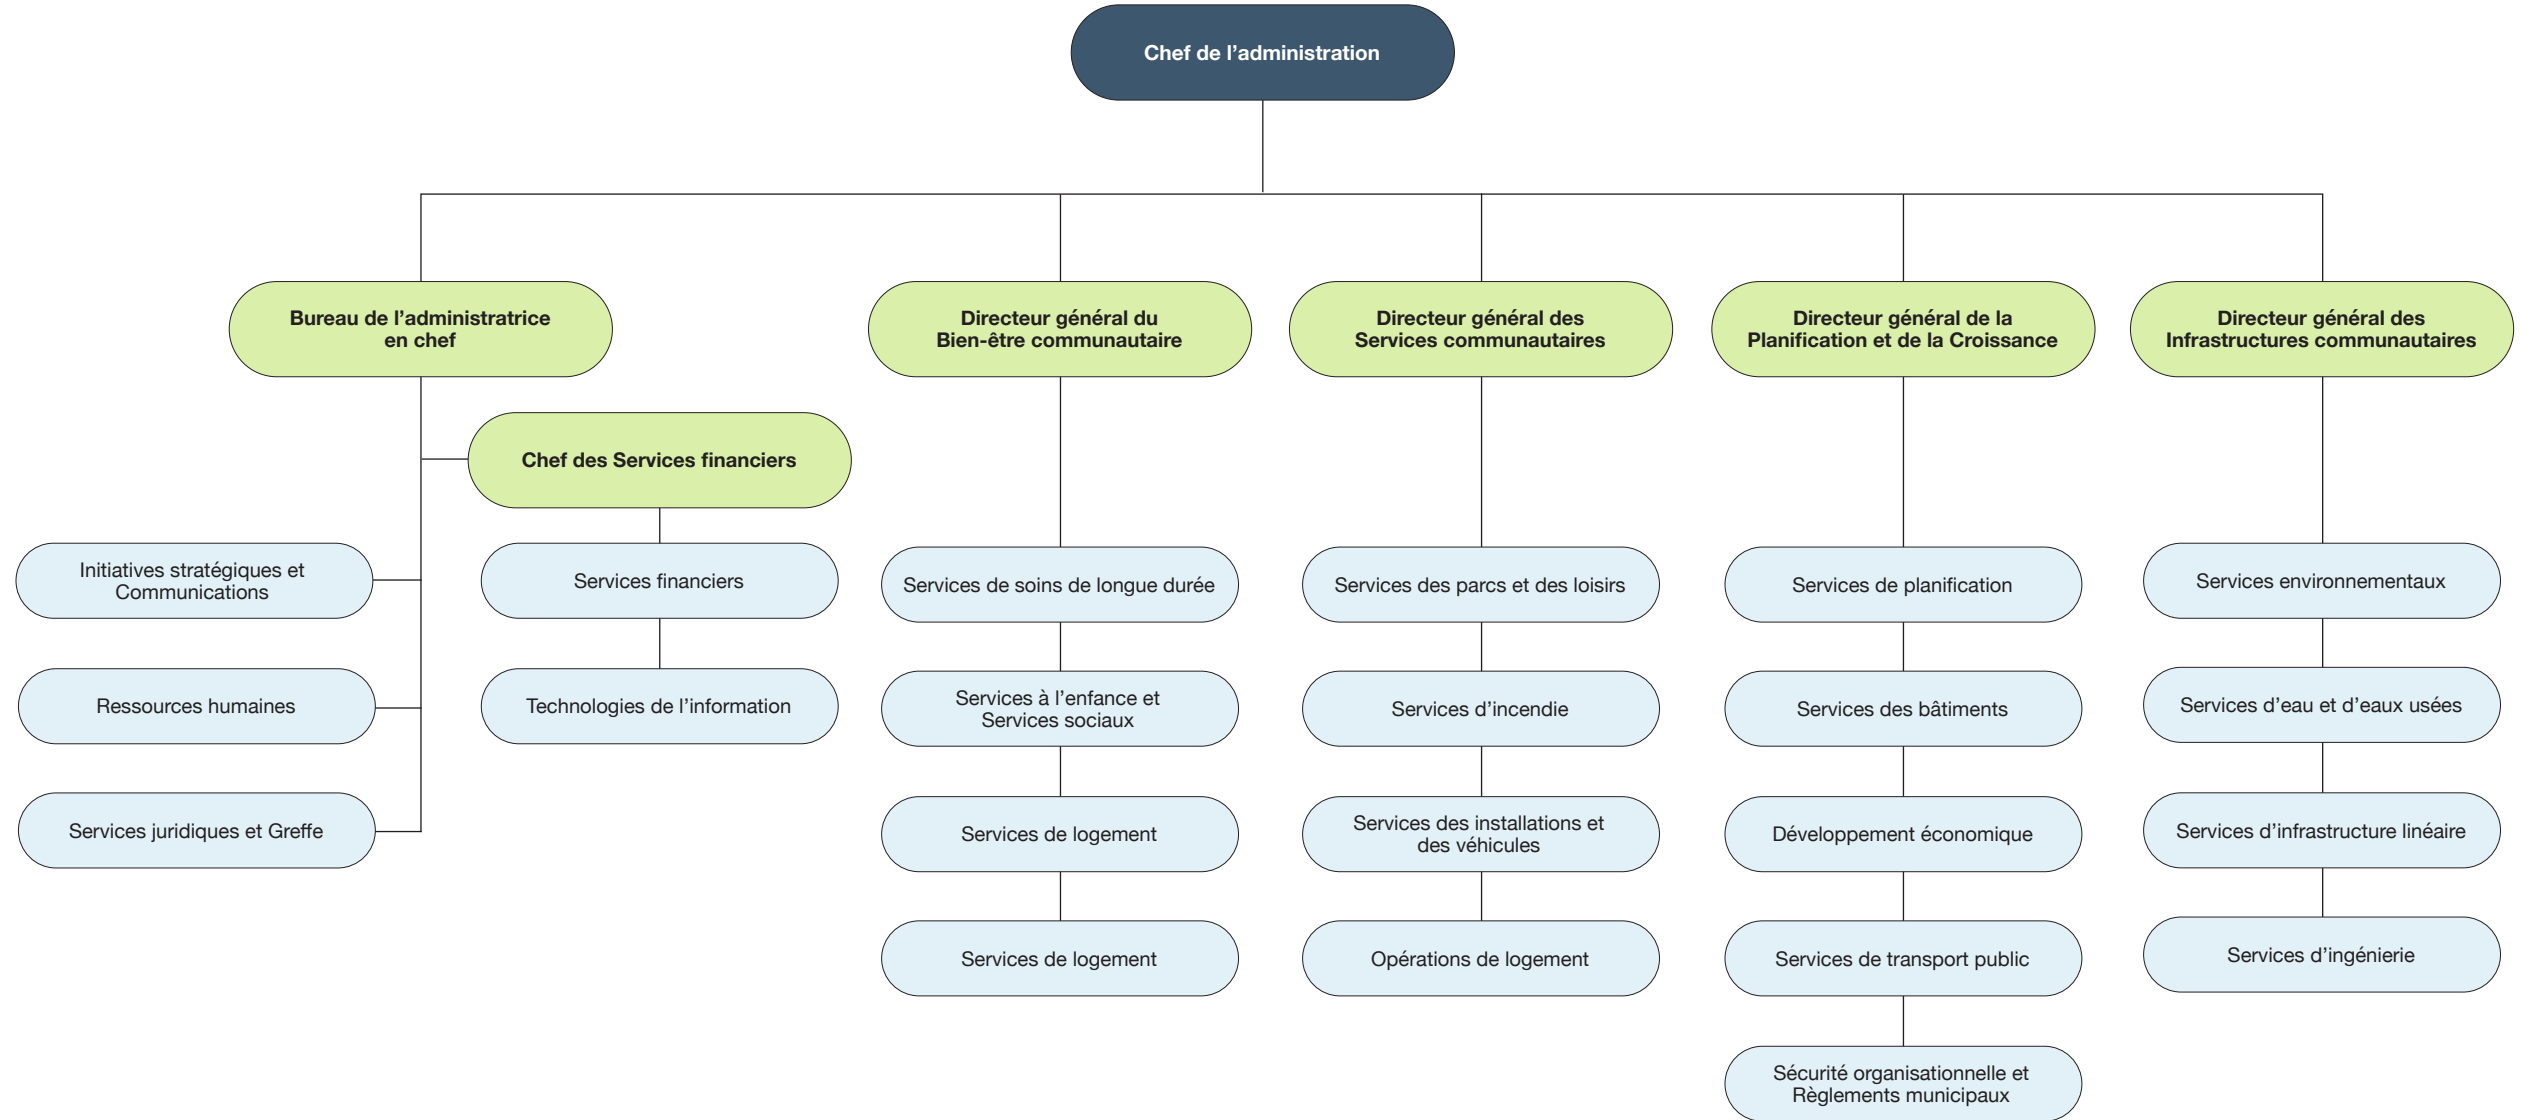 Chef de l’administration
Bureau de l’administratrice
en chef
Directeur général du
Bien-être communautaire
Directeur général des
Services communautaires
Directeur général de la
Planification et de la Croissance
Directeur général des
Infrastructures communautaires
Chef des Services financiers
Initiatives stratégiques et
Communications
Ressources humaines
Services juridiques et Greffe
Services financiers
Technologies de l’information
Services de soins de longue durée
Services à l’enfance et
Services sociaux
Services de logement
Services de logement
Services des parcs et des loisirs
Services d’incendie
Services des installations et
des véhicules
Opérations de logement
Services de planification
Services des bâtiments
Développement économique
Services de transport public
Sécurité organisationnelle et
Règlements municipaux
Services environnementaux
Services d’eau et d’eaux usées
Services d’infrastructure linéaire
Services d’ingénierie